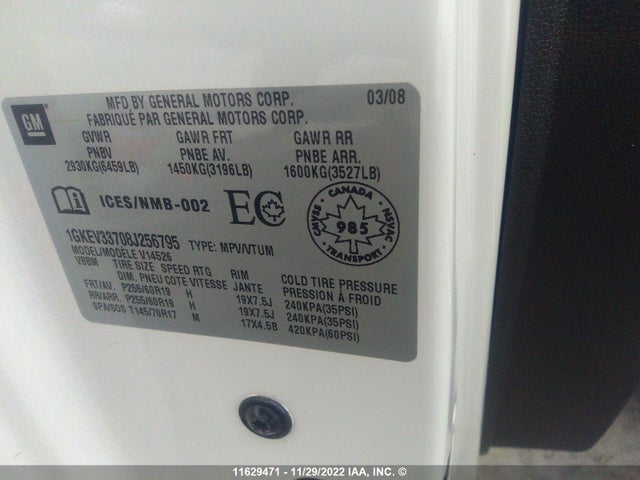 GM
MFD BY GENERAL MOTORS CORP. 03/08
FABRIQUÉ PAR GENERAL MOTORS CORP.
GVWR GAWR FRT GAWR RR
PNBV PNBE AV. PNBE ARR.
2930KG(6459LB) 1450KG(3196LB) 1600KG(3527LB)
ICES/NMB-002 EC
CANADA
CMVSS 985 NSVAC
TRANSPORT
1GKEV33708J256795 TYPE: MPV/VTUM
MODEL/MODELE V14526
VBBM TIRE SIZE SPEED RTG RIM COLD TIRE PRESSURE
DIM. PNEU COTE VITESSE JANTE PRESSION À FROID
FRT/AV. P255/60R19 H 19X7.5J 240KPA(35PSI)
RR/ARR. P255/60R19 H 19X7.5J 240KPA(35PSI)
SPA/SOS T145/70R17 M 17X4.5B 420KPA(60PSI)
11629471 - 11/29/2022 IAA, INC. ©